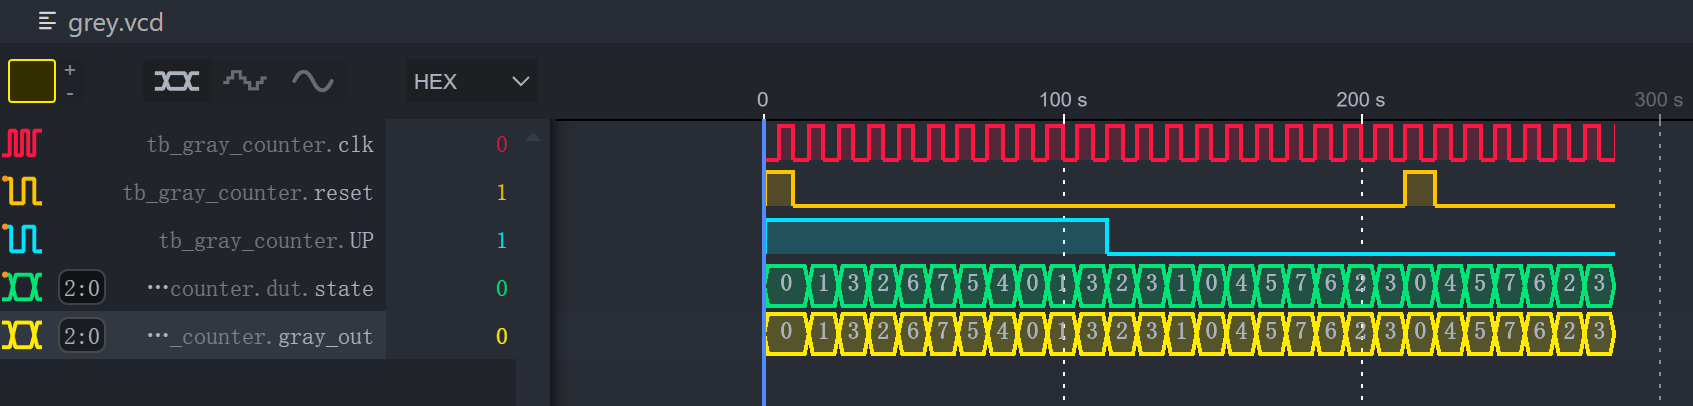 grey.vcd
+
-
HEX
0 100 s 200 s 300 s
tb_gray_counter.clk 0
tb_gray_counter.reset 1
tb_gray_counter.UP 1
2:0 ···counter.dut.state 0 0 1 3 2 6 7 5 4 0 1 3 2 3 1 0 4 5 7 6 2 3 0 4 5 7 6 2 3
2:0 ···_counter.gray_out 0 0 1 3 2 6 7 5 4 0 1 3 2 3 1 0 4 5 7 6 2 3 0 4 5 7 6 2 3